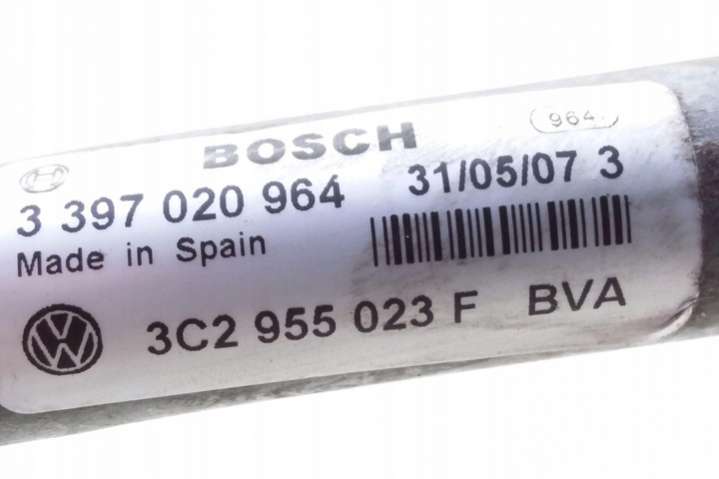 964
BOSCH
3 397 020 964 31/05/07 3
Made in Spain
3C2 955 023 F BVA